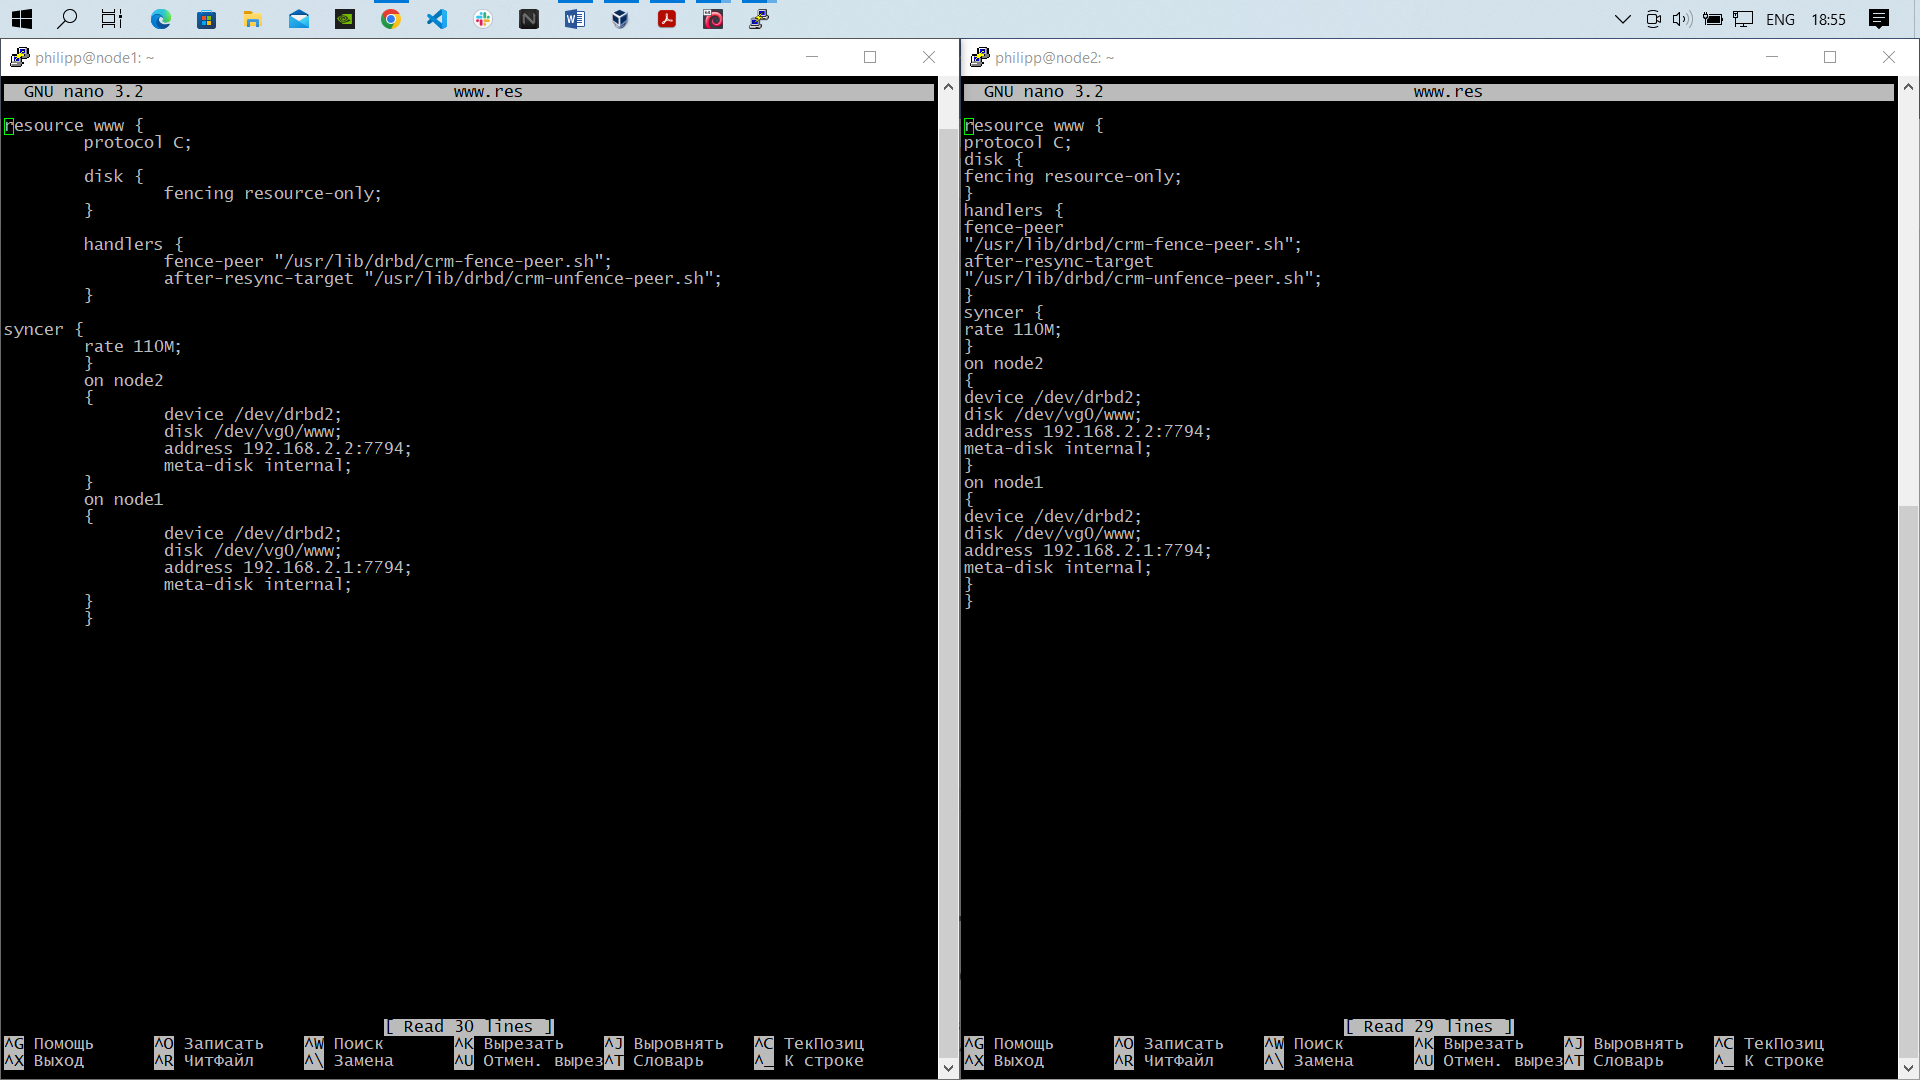 ENG
18:55
philipp@node1: ~
GNU nano 3.2 www.res
resource www {
protocol C;
disk {
fencing resource-only;
}
handlers {
fence-peer "/usr/lib/drbd/crm-fence-peer.sh";
after-resync-target "/usr/lib/drbd/crm-unfence-peer.sh";
}
syncer {
rate 110M;
}
on node2
{
device /dev/drbd2;
disk /dev/vg0/www;
address 192.168.2.2:7794;
meta-disk internal;
}
on node1
{
device /dev/drbd2;
disk /dev/vg0/www;
address 192.168.2.1:7794;
meta-disk internal;
}
}
[ Read 30 lines ]
^G Помощь ^O Записать ^W Поиск ^K Вырезать ^J Выровнять ^C ТекПозиц
^X Выход ^R ЧитФайл ^\ Замена ^U Отмен. вырез ^T Словарь ^_ К строке
philipp@node2: ~
GNU nano 3.2 www.res
resource www {
protocol C;
disk {
fencing resource-only;
}
handlers {
fence-peer
"/usr/lib/drbd/crm-fence-peer.sh";
after-resync-target
"/usr/lib/drbd/crm-unfence-peer.sh";
}
syncer {
rate 110M;
}
on node2
{
device /dev/drbd2;
disk /dev/vg0/www;
address 192.168.2.2:7794;
meta-disk internal;
}
on node1
{
device /dev/drbd2;
disk /dev/vg0/www;
address 192.168.2.1:7794;
meta-disk internal;
}
}
[ Read 29 lines ]
^G Помощь ^O Записать ^W Поиск ^K Вырезать ^J Выровнять ^C ТекПозиц
^X Выход ^R ЧитФайл ^\ Замена ^U Отмен. вырез ^T Словарь ^_ К строке